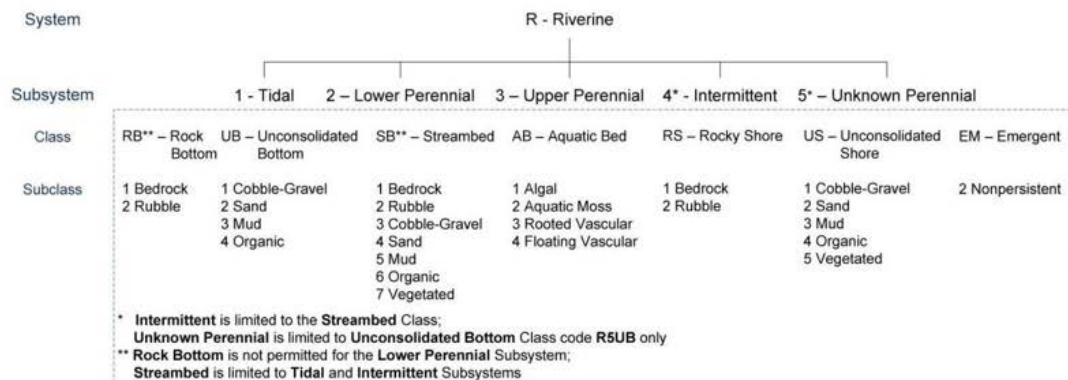 System R - Riverine
Subsystem 1 - Tidal 2 – Lower Perennial 3 – Upper Perennial 4* - Intermittent 5* – Unknown Perennial
Class RB** – Rock Bottom UB – Unconsolidated Bottom SB** – Streambed AB – Aquatic Bed RS – Rocky Shore US – Unconsolidated Shore EM – Emergent
Subclass
1 Bedrock
2 Rubble
1 Cobble-Gravel
2 Sand
3 Mud
4 Organic
1 Bedrock
2 Rubble
3 Cobble-Gravel
4 Sand
5 Mud
6 Organic
7 Vegetated
1 Algal
2 Aquatic Moss
3 Rooted Vascular
4 Floating Vascular
1 Bedrock
2 Rubble
1 Cobble-Gravel
2 Sand
3 Mud
4 Organic
5 Vegetated
2 Nonpersistent
* Intermittent is limited to the Streambed Class;
Unknown Perennial is limited to Unconsolidated Bottom Class code R5UB only
** Rock Bottom is not permitted for the Lower Perennial Subsystem;
Streambed is limited to Tidal and Intermittent Subsystems